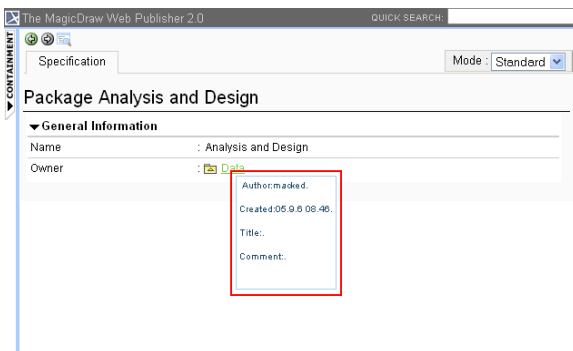 The MagicDraw Web Publisher 2.0 QUICK SEARCH:
CONTAINMENT
Specification Mode : Standard
Package Analysis and Design
General Information
Name : Analysis and Design
Owner : Data
Author:macked.
Created:05.9.6 08.46.
Title:.
Comment:.